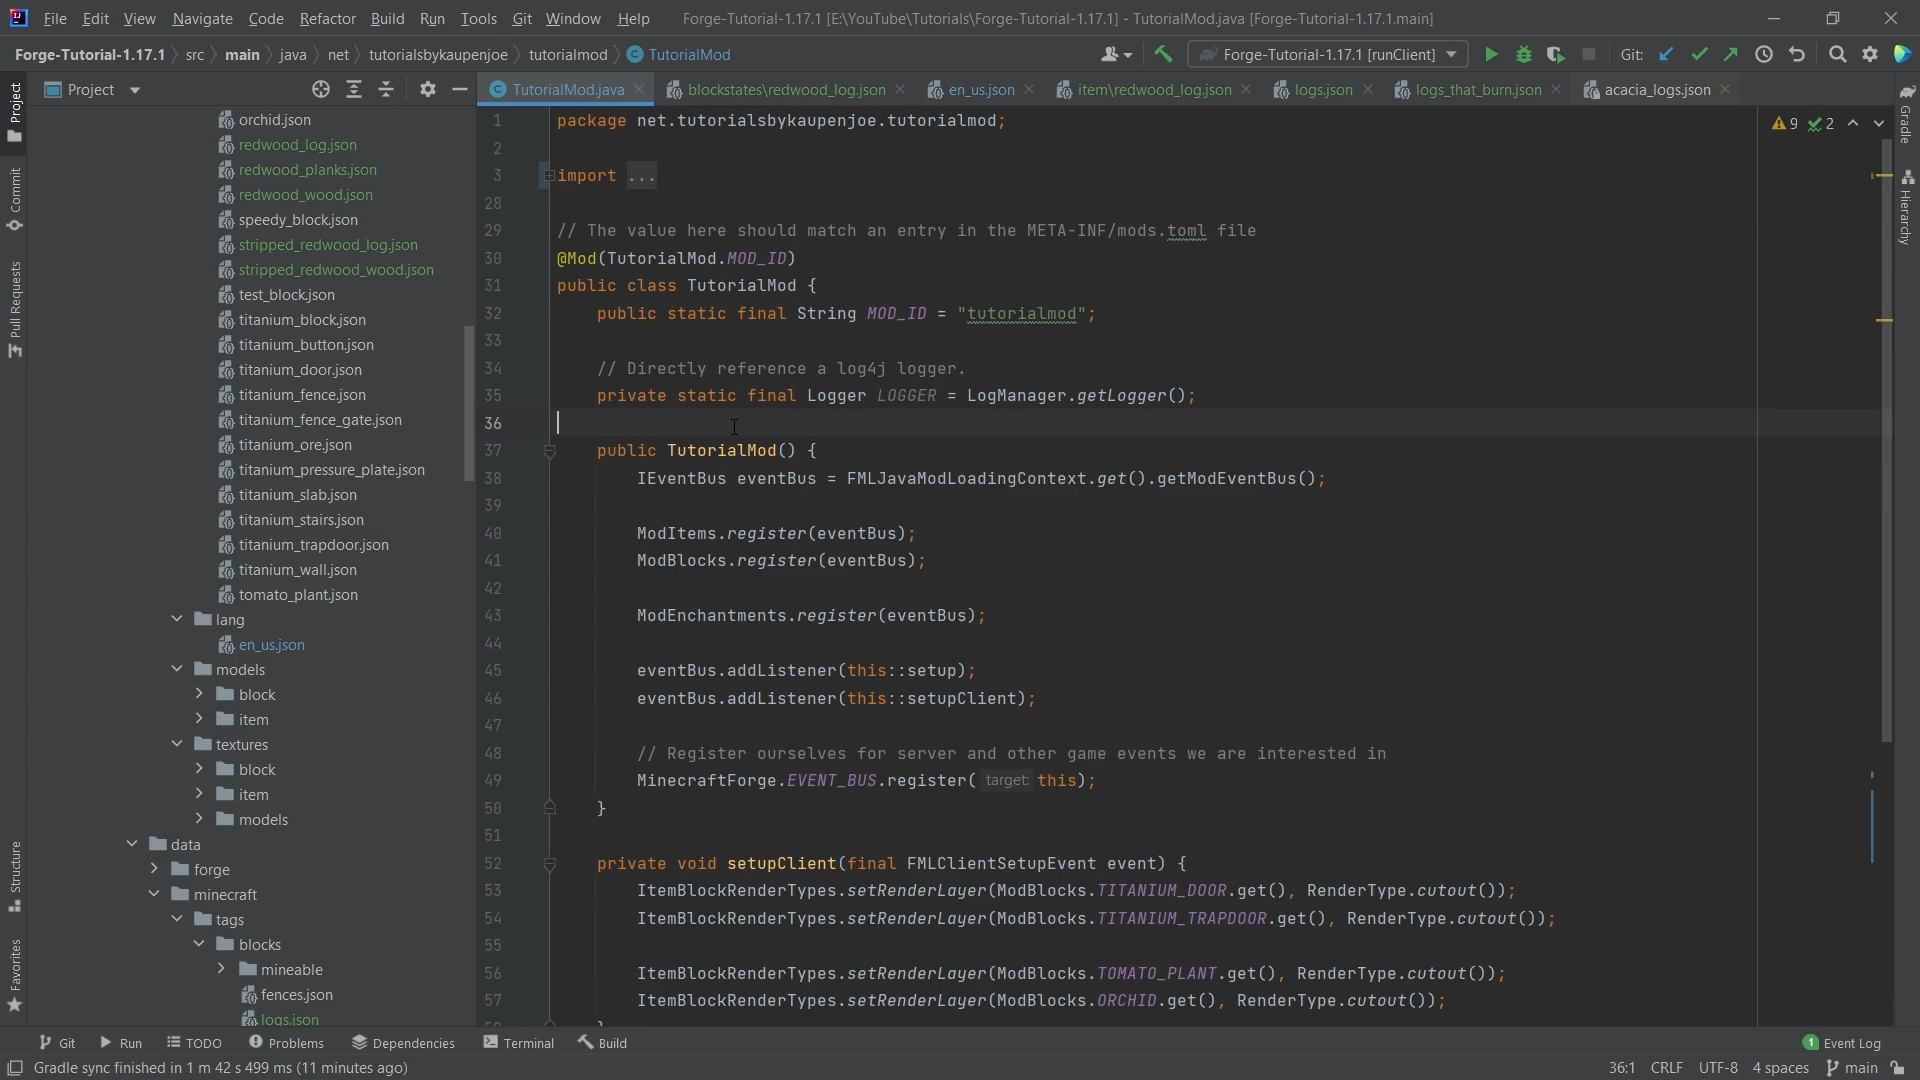 File Edit View Navigate Code Refactor Build Run Tools Git Window Help Forge-Tutorial-1.17.1 [E:\YouTube\Tutorials\Forge-Tutorial-1.17.1] - TutorialMod.java [Forge-Tutorial-1.17.1.main]
Forge-Tutorial-1.17.1 src main java net tutorialsbykaupenjoe tutorialmod TutorialMod Forge-Tutorial-1.17.1 [runClient] Git:
Project TutorialMod.java blockstates\redwood_log.json en_us.json item\redwood_log.json logs.json logs_that_burn.json acacia_logs.json
Project
Commit
Pull Requests
Structure
Favorites
orchid.json
redwood_log.json
redwood_planks.json
redwood_wood.json
speedy_block.json
stripped_redwood_log.json
stripped_redwood_wood.json
test_block.json
titanium_block.json
titanium_button.json
titanium_door.json
titanium_fence.json
titanium_fence_gate.json
titanium_ore.json
titanium_pressure_plate.json
titanium_slab.json
titanium_stairs.json
titanium_trapdoor.json
titanium_wall.json
tomato_plant.json
lang
en_us.json
models
block
item
textures
block
item
models
data
forge
minecraft
tags
blocks
mineable
fences.json
logs.json
1 package net.tutorialsbykaupenjoe.tutorialmod;
2
3 import ...
28
29 // The value here should match an entry in the META-INF/mods.toml file
30 @Mod(TutorialMod.MOD_ID)
31 public class TutorialMod {
32 public static final String MOD_ID = "tutorialmod";
33
34 // Directly reference a log4j logger.
35 private static final Logger LOGGER = LogManager.getLogger();
36
37 public TutorialMod() {
38 IEventBus eventBus = FMLJavaModLoadingContext.get().getModEventBus();
39
40 ModItems.register(eventBus);
41 ModBlocks.register(eventBus);
42
43 ModEnchantments.register(eventBus);
44
45 eventBus.addListener(this::setup);
46 eventBus.addListener(this::setupClient);
47
48 // Register ourselves for server and other game events we are interested in
49 MinecraftForge.EVENT_BUS.register( target: this);
50 }
51
52 private void setupClient(final FMLClientSetupEvent event) {
53 ItemBlockRenderTypes.setRenderLayer(ModBlocks.TITANIUM_DOOR.get(), RenderType.cutout());
54 ItemBlockRenderTypes.setRenderLayer(ModBlocks.TITANIUM_TRAPDOOR.get(), RenderType.cutout());
55
56 ItemBlockRenderTypes.setRenderLayer(ModBlocks.TOMATO_PLANT.get(), RenderType.cutout());
57 ItemBlockRenderTypes.setRenderLayer(ModBlocks.ORCHID.get(), RenderType.cutout());
9 2
Gradle
Hierarchy
Git Run TODO Problems Dependencies Terminal Build 1 Event Log
Gradle sync finished in 1 m 42 s 499 ms (11 minutes ago) 36:1 CRLF UTF-8 4 spaces main